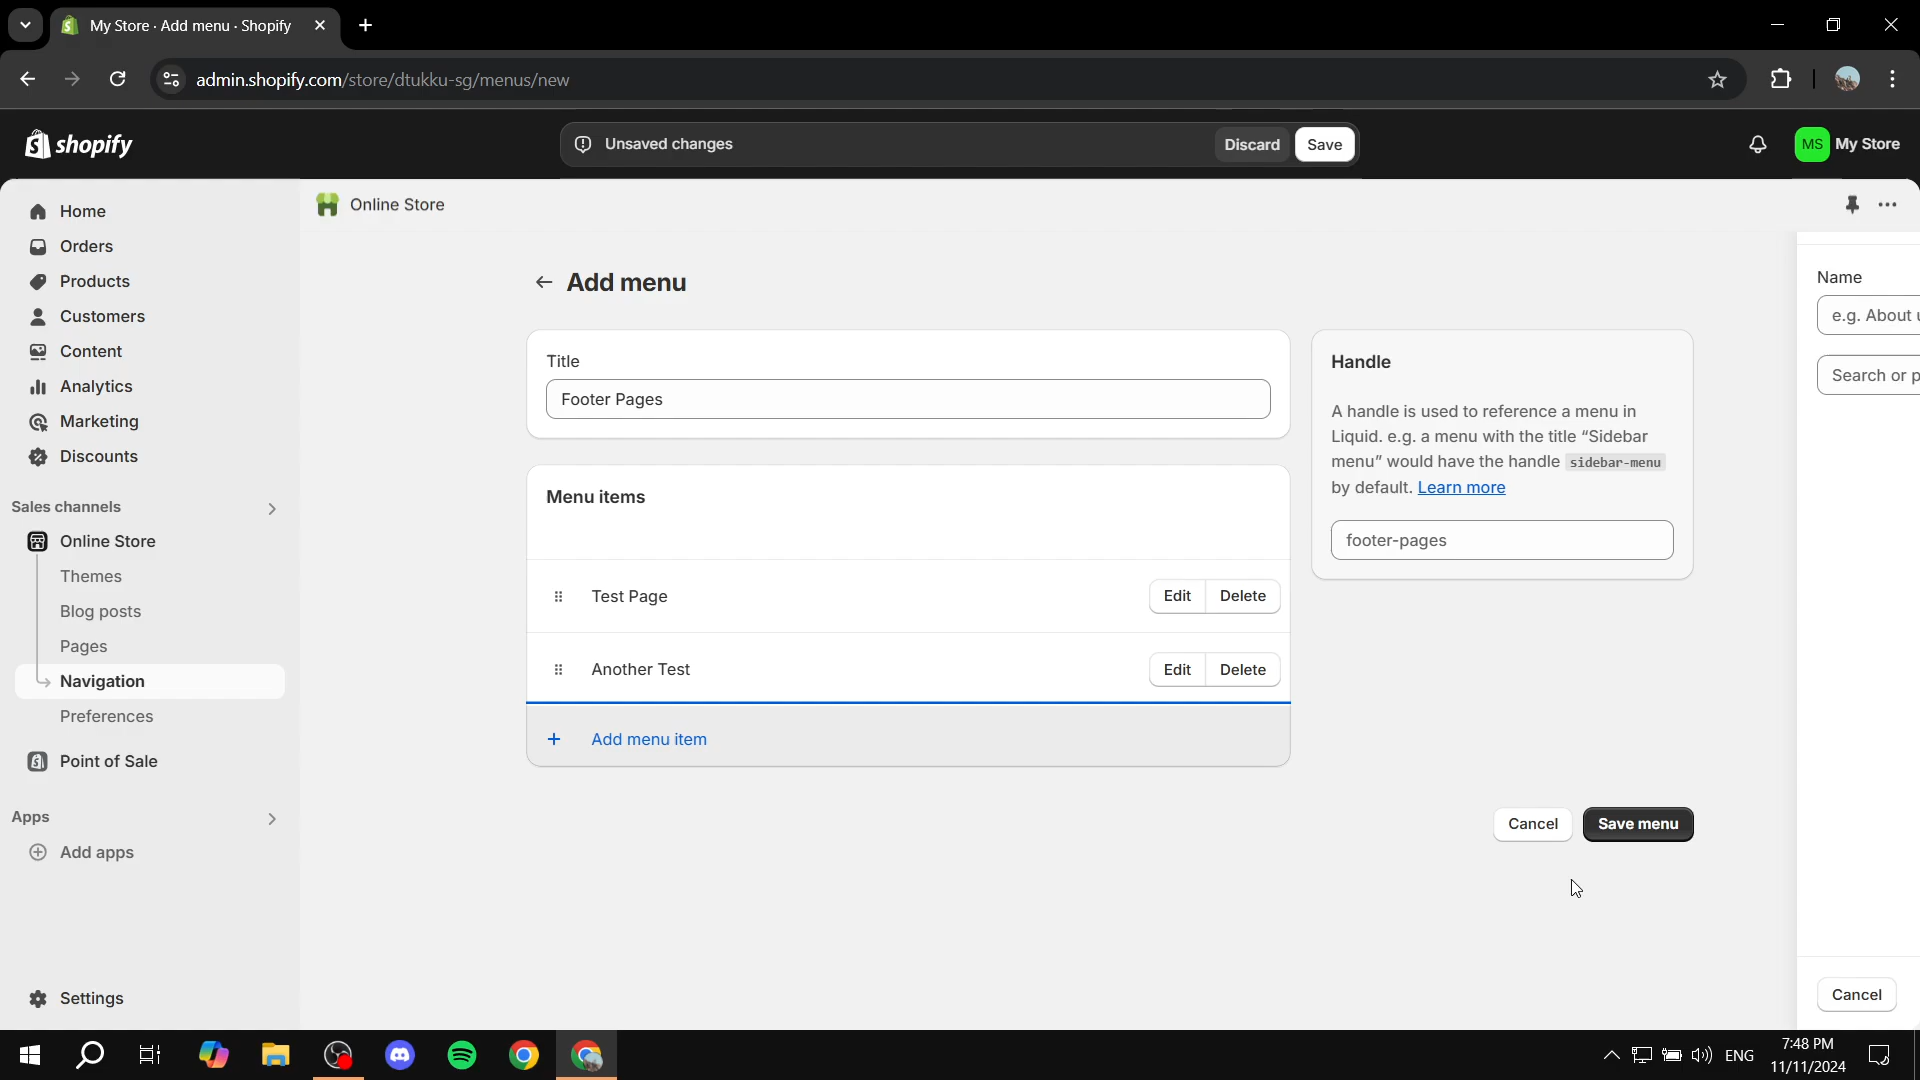 My Store · Add menu · Shopify
admin.shopify.com/store/dtukku-sg/menus/new
shopify
Unsaved changes
Discard
Save
MS
My Store
Home
Orders
Products
Customers
Content
Analytics
Marketing
Discounts
Sales channels
Online Store
Themes
Blog posts
Pages
Navigation
Preferences
Point of Sale
Apps
Add apps
Settings
Online Store
Add menu
Title
Footer Pages
Menu items
Test Page
Edit
Delete
Another Test
Edit
Delete
Add menu item
Handle
A handle is used to reference a menu in
Liquid. e.g. a menu with the title “Sidebar
menu” would have the handle sidebar-menu
by default. Learn more
footer-pages
Cancel
Save menu
Name
e.g. About
Search or
Cancel
ENG
7:48 PM
11/11/2024